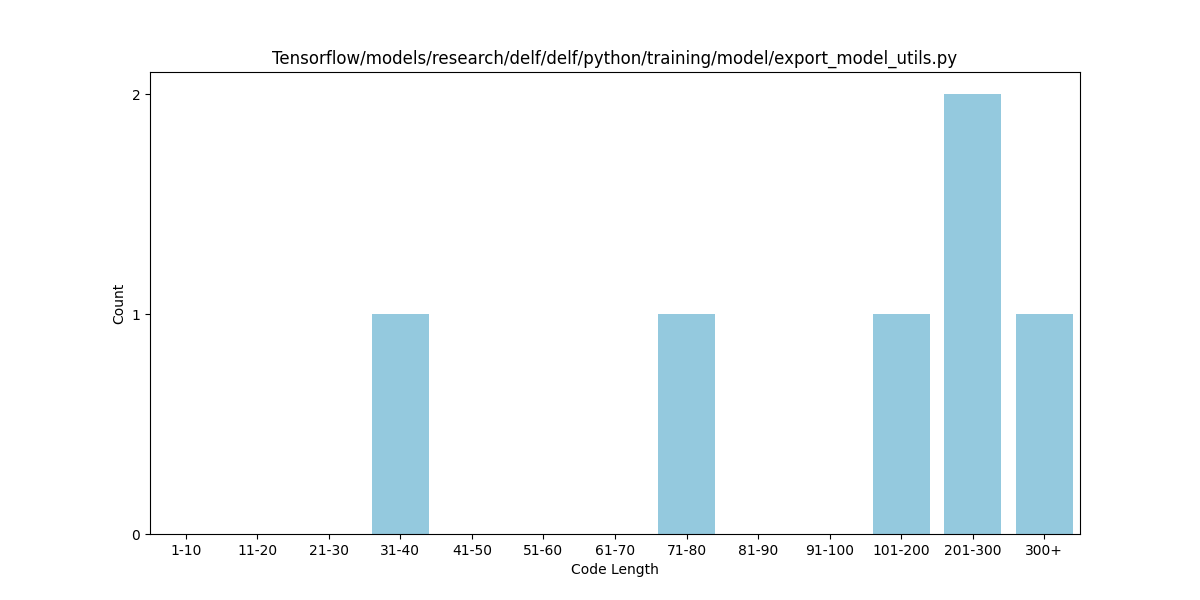 Tensorflow/models/research/delf/delf/python/training/model/export_model_utils.py
2
1
0
Count
1-10 11-20 21-30 31-40 41-50 51-60 61-70 71-80 81-90 91-100 101-200 201-300 300+
Code Length